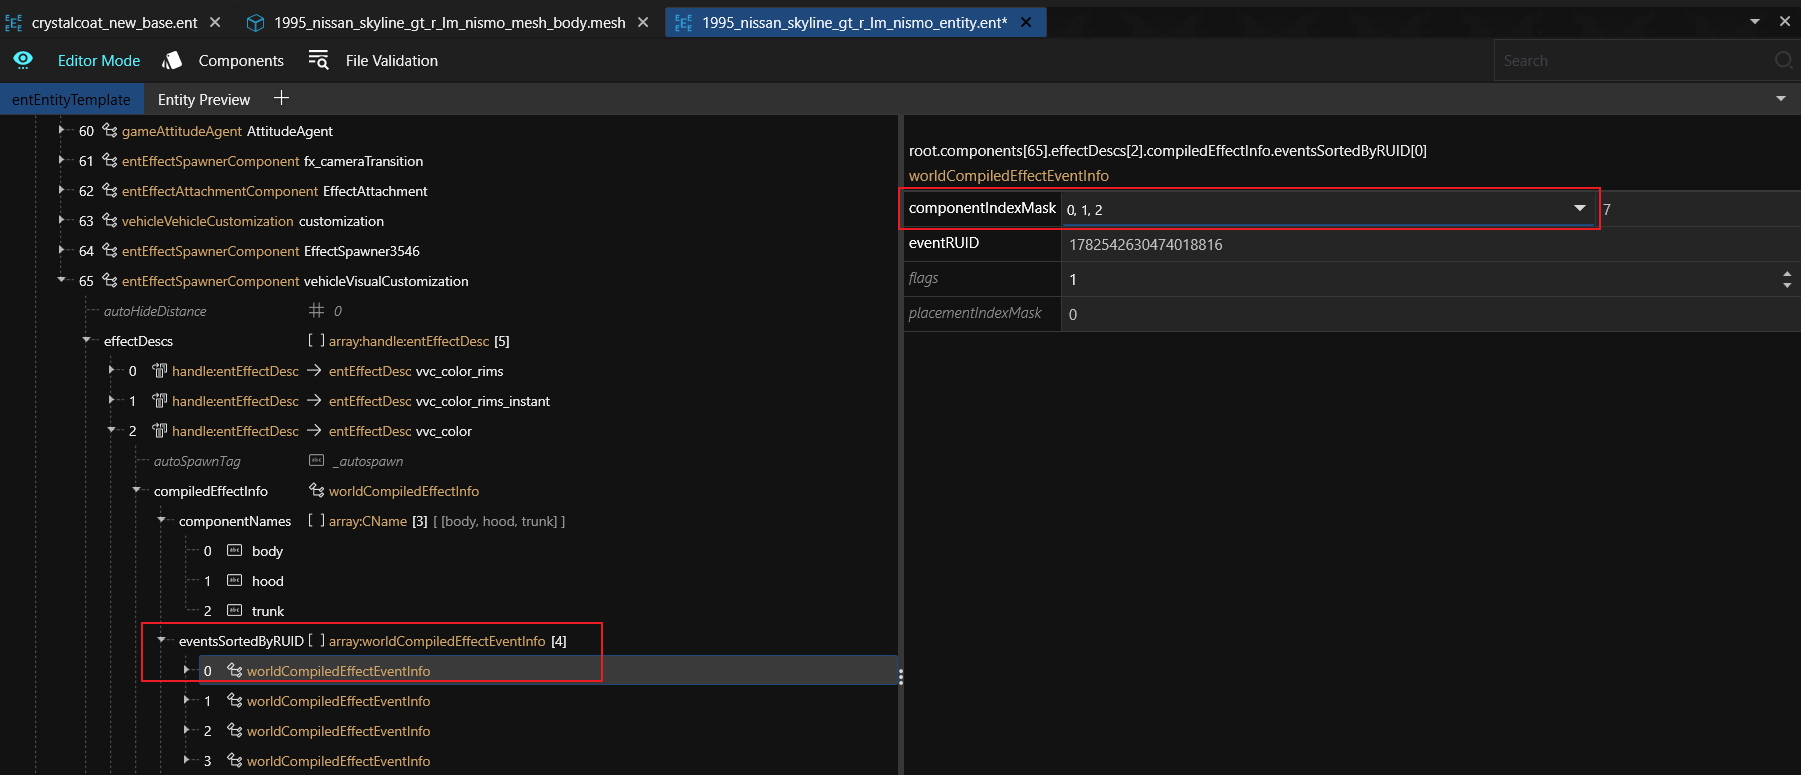 crystalcoat_new_base.ent 1995_nissan_skyline_gt_r_lm_nismo_mesh_body.mesh 1995_nissan_skyline_gt_r_lm_nismo_entity.ent*
Editor Mode Components File Validation Search
entEntityTemplate Entity Preview
60 gameAttitudeAgent AttitudeAgent
61 entEffectSpawnerComponent fx_cameraTransition
62 entEffectAttachmentComponent EffectAttachment
63 vehicleVehicleCustomization customization
64 entEffectSpawnerComponent EffectSpawner3546
65 entEffectSpawnerComponent vehicleVisualCustomization
autoHideDistance 0
effectDescs [ ] array:handle:entEffectDesc [5]
0 handle:entEffectDesc → entEffectDesc vvc_color_rims
1 handle:entEffectDesc → entEffectDesc vvc_color_rims_instant
2 handle:entEffectDesc → entEffectDesc vvc_color
autoSpawnTag _autospawn
compiledEffectInfo worldCompiledEffectInfo
componentNames [ ] array:CName [3] [ [body, hood, trunk] ]
0 body
1 hood
2 trunk
eventsSortedByRUID [ ] array:worldCompiledEffectEventInfo [4]
0 worldCompiledEffectEventInfo
1 worldCompiledEffectEventInfo
2 worldCompiledEffectEventInfo
3 worldCompiledEffectEventInfo
root.components[65].effectDescs[2].compiledEffectInfo.eventsSortedByRUID[0]
worldCompiledEffectEventInfo
componentIndexMask 0, 1, 2 7
eventRUID 1782542630474018816
flags 1
placementIndexMask 0